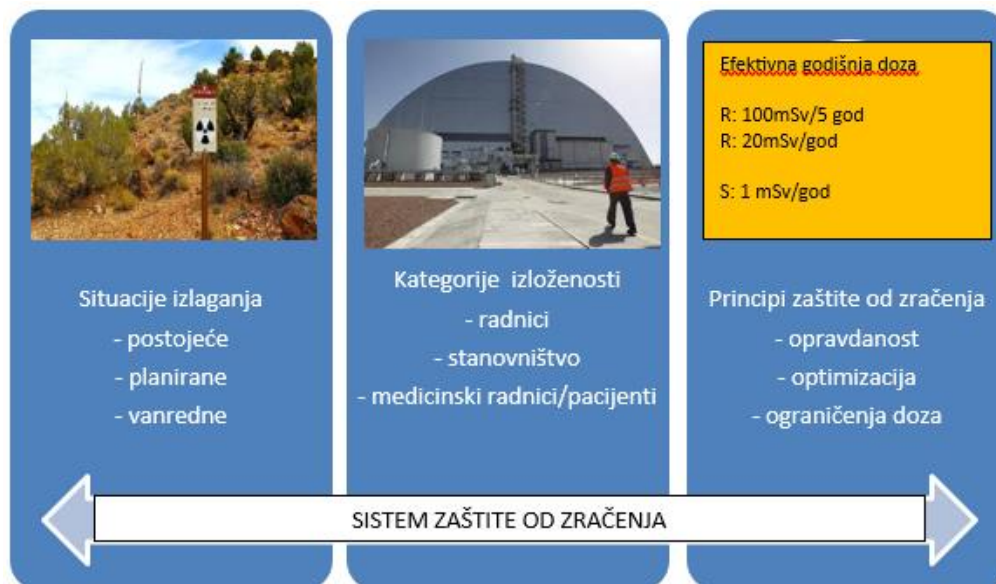 Situacije izlaganja
- postojeće
- planirane
- vanredne
Kategorije izloženosti
- radnici
- stanovništvo
- medicinski radnici/pacijenti
Efektivna godišnja doza
R: 100mSv/5 god
R: 20mSv/god
S: 1 mSv/god
Principi zaštite od zračenja
- opravdanost
- optimizacija
- ograničenja doza
SISTEM ZAŠTITE OD ZRAČENJA